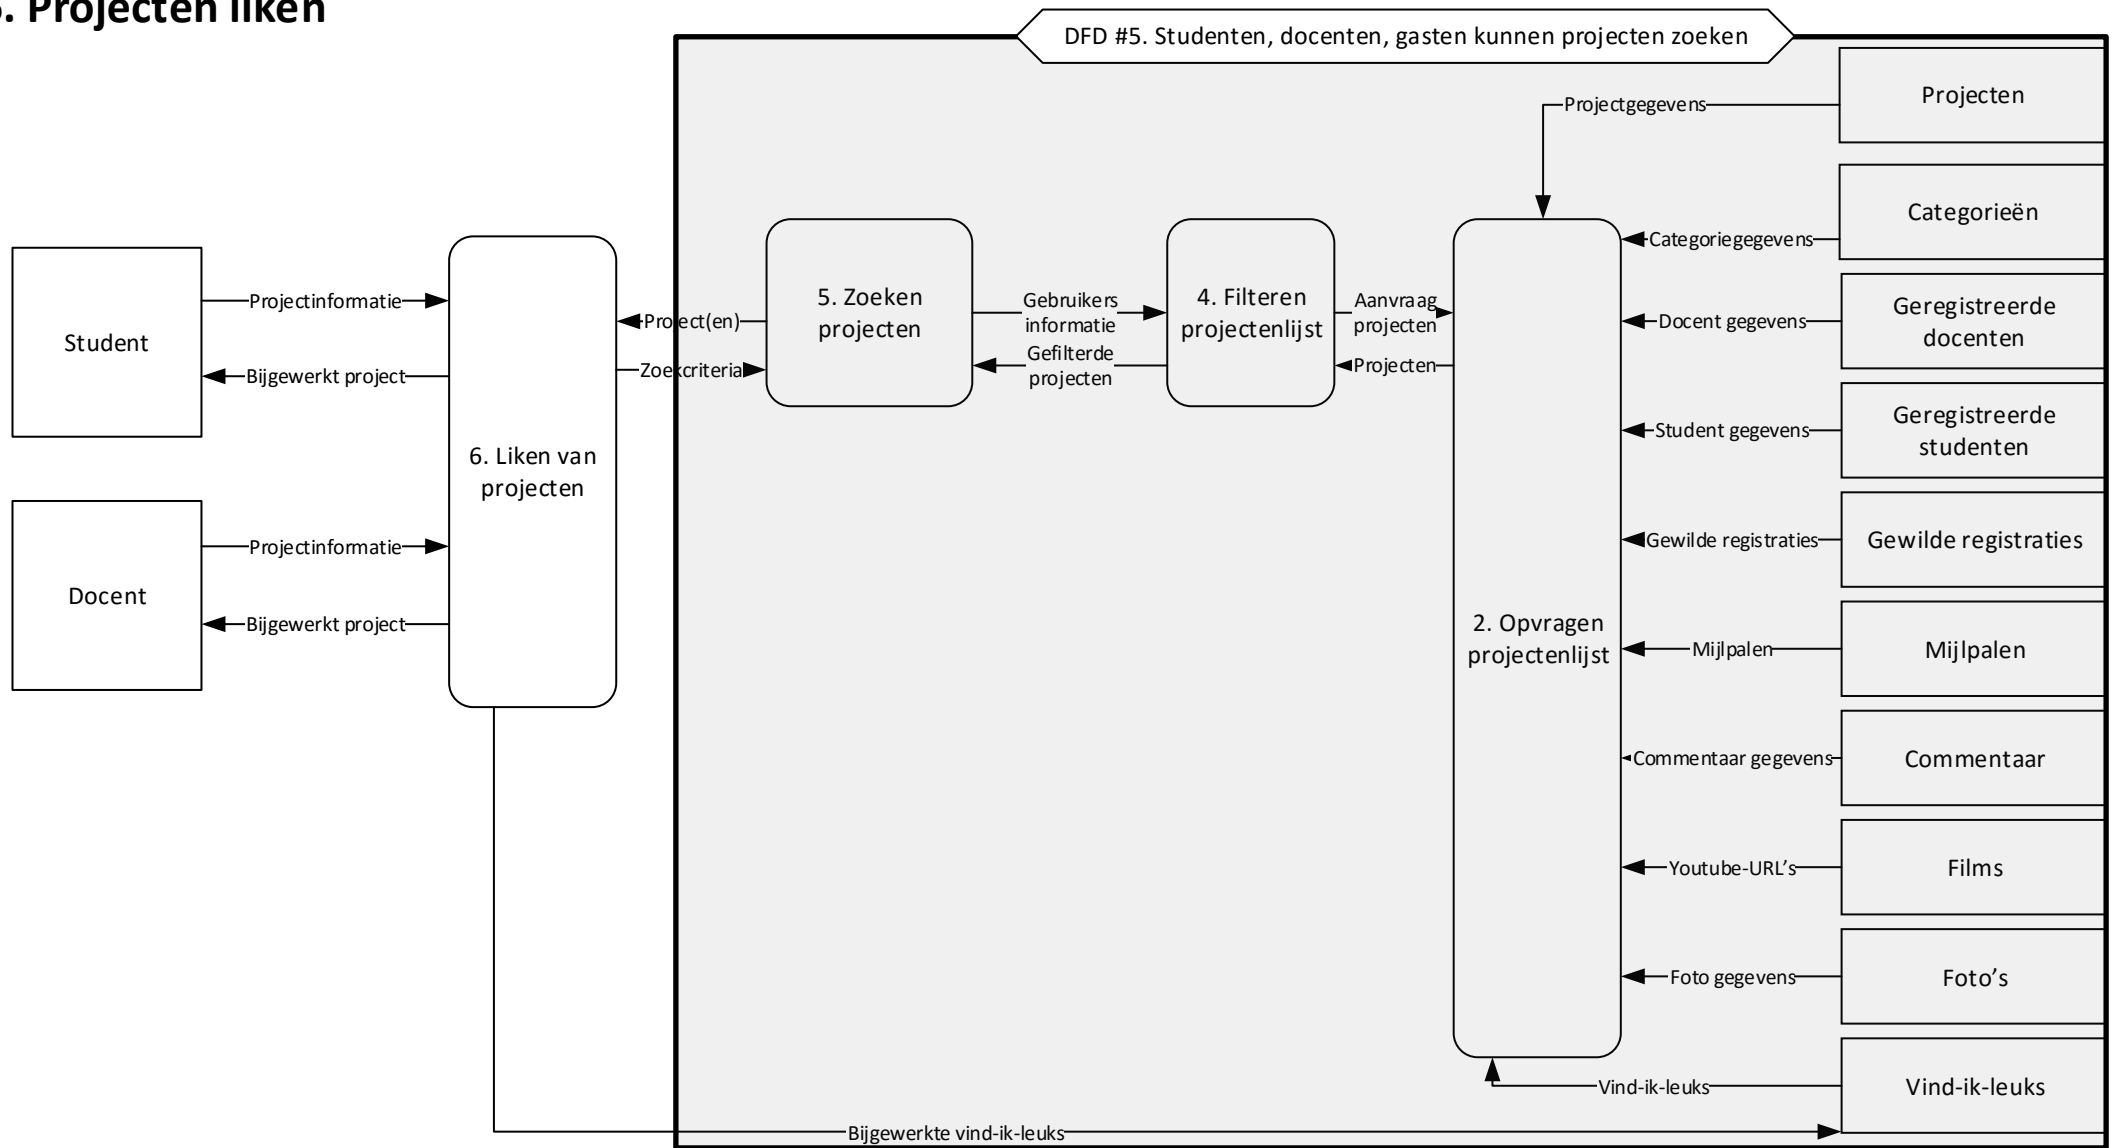 . Projecten liken
DFD #5. Studenten, docenten, gasten kunnen projecten zoeken
Projecten
Projectgegevens
Categorieën
Categoriegegevens
Student
Projectinformatie
Bijgewerkt project
Docent
Projectinformatie
Bijgewerkt project
6. Liken van
projecten
Project(en)
Zoekcriteria
5. Zoeken
projecten
Gebruikers
informatie
Gefilterde
projecten
4. Filteren
projectenlijst
Aanvraag
projecten
Projecten
2. Opvragen
projectenlijst
Docent gegevens
Geregistreerde
docenten
Student gegevens
Geregistreerde
studenten
Gewilde registraties
Gewilde registraties
Mijlpalen
Mijlpalen
Commentaar gegevens
Commentaar
Youtube-URL’s
Films
Foto gegevens
Foto’s
Vind-ik-leuks
Vind-ik-leuks
Bijgewerkte vind-ik-leuks